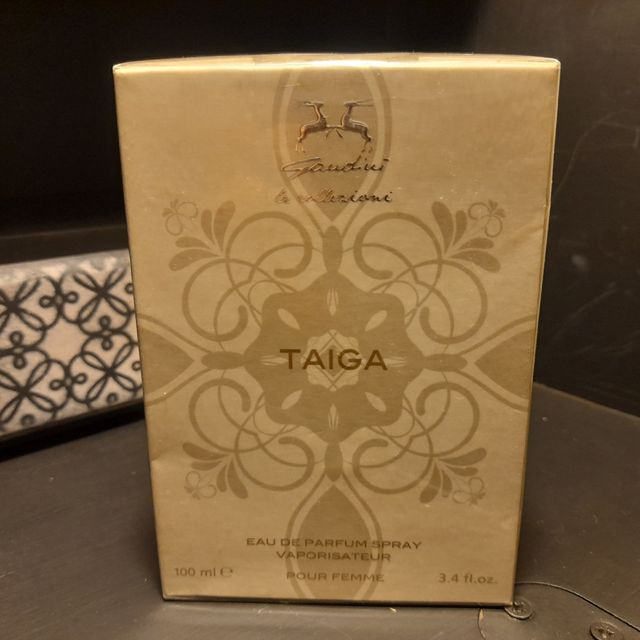 Gandini
le collezioni
TAIGA
EAU DE PARFUM SPRAY
VAPORISATEUR
100 ml ℮ POUR FEMME 3.4 fl.oz.